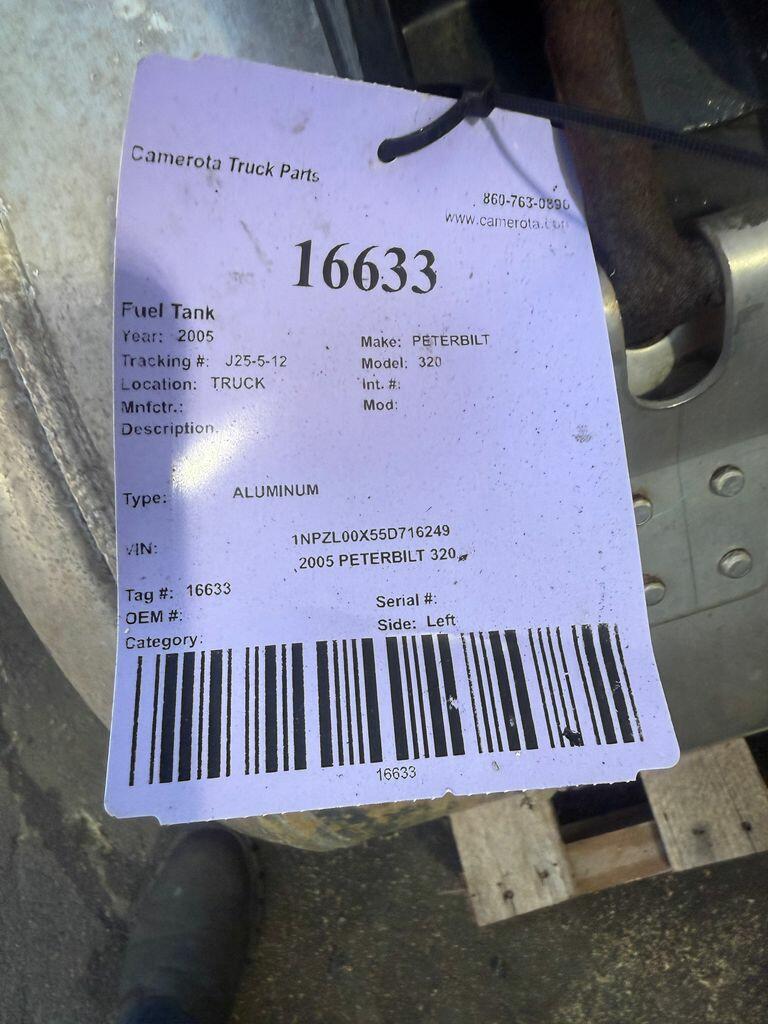 Camerota Truck Parts
860-763-0896
www.camerota.com
16633
Fuel Tank
Year: 2005
Make: PETERBILT
Tracking #: J25-5-12
Model: 320
Location: TRUCK
Int. #:
Mnfctr.:
Mod:
Description:
Type: ALUMINUM
VIN: 1NPZL00X55D716249
2005 PETERBILT 320
Tag #: 16633
Serial #:
OEM #:
Side: Left
Category:
16633